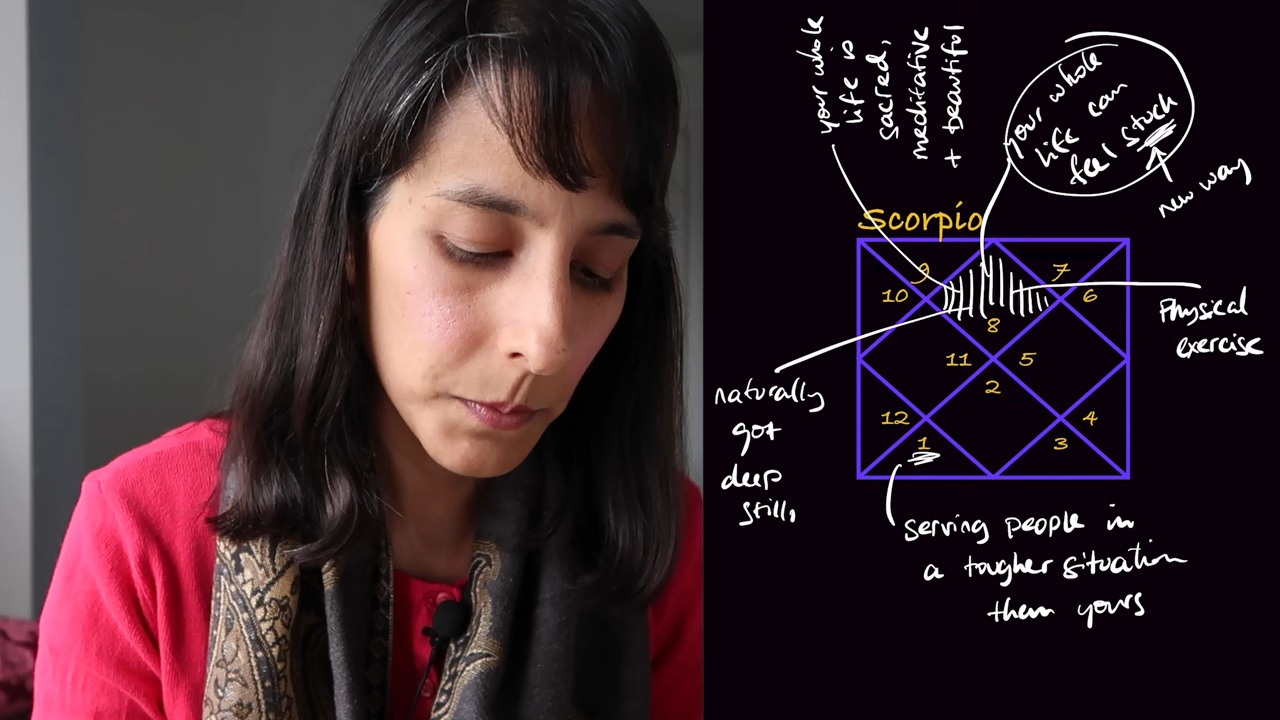 your whole
life is
sacred,
meditative
+ beautiful
your whole
life can
feel stuck
new way
Scorpio
9
7
10
6
8
11
5
2
12
4
1
3
Physical
exercise
naturally
got
deep
still,
serving people in
a tougher situation
them yours